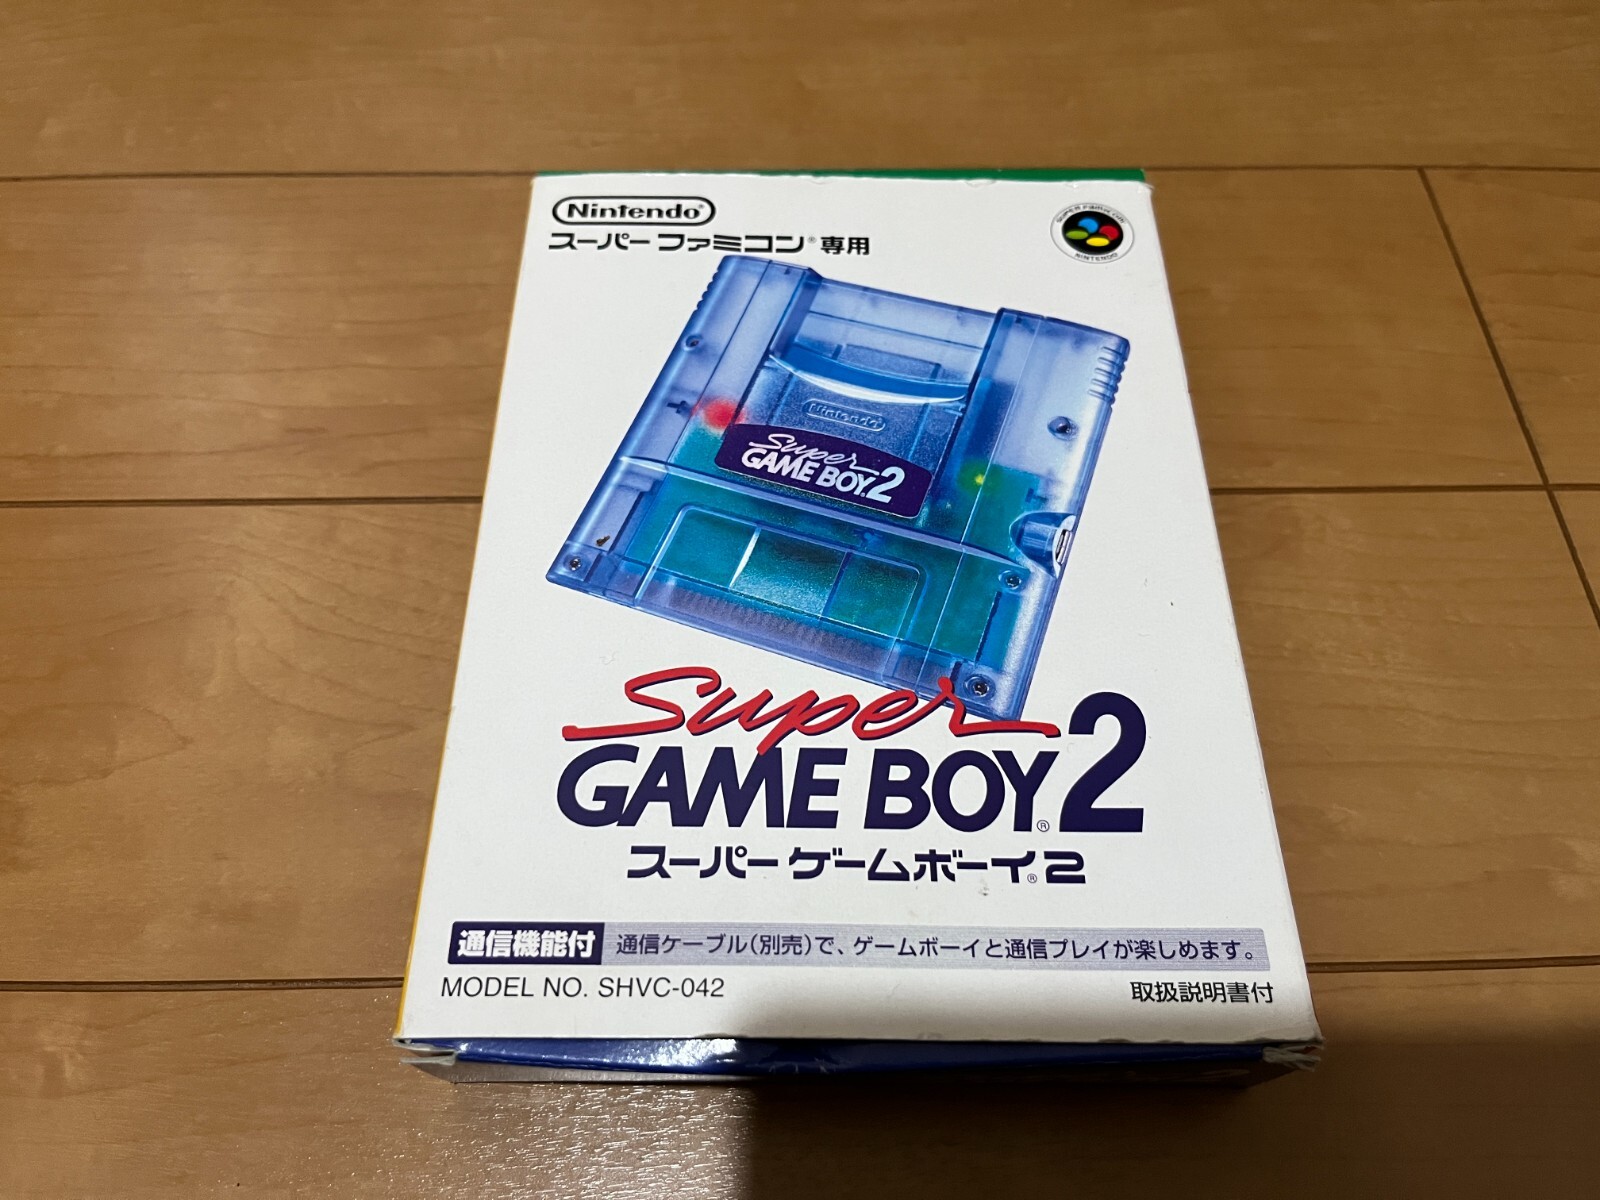 Nintendo®
スーパーファミコン®専用
SUPER FAMICOM
NINTENDO
Nintendo
Super
GAME BOY.2
Super
GAME BOY®2
スーパーゲームボーイ®2
通信機能付 通信ケーブル(別売)で、ゲームボーイと通信プレイが楽しめます。
MODEL NO. SHVC-042 取扱説明書付